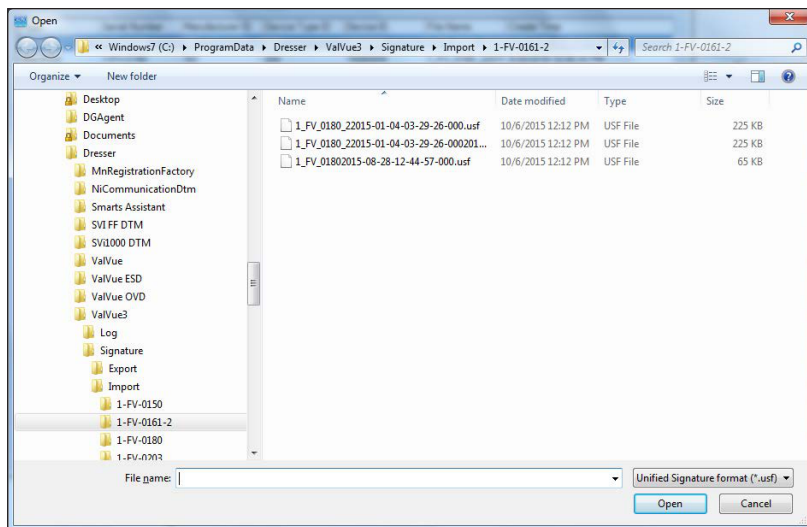 Open
« Windows7 (C:) ▸ ProgramData ▸ Dresser ▸ ValVue3 ▸ Signature ▸ Import ▸ 1-FV-0161-2
Search 1-FV-0161-2
Organize
New folder
Desktop
DGAgent
Documents
Dresser
MnRegistrationFactory
NiCommunicationDtm
Smarts Assistant
SVI FF DTM
SVi1000 DTM
ValVue
ValVue ESD
ValVue OVD
ValVue3
Log
Signature
Export
Import
1-FV-0150
1-FV-0161-2
1-FV-0180
1-FV-0203
Name Date modified Type Size
1_FV_0180_22015-01-04-03-29-26-000.usf 10/6/2015 12:12 PM USF File 225 KB
1_FV_0180_22015-01-04-03-29-26-000201... 10/6/2015 12:12 PM USF File 225 KB
1_FV_01802015-08-28-12-44-57-000.usf 10/6/2015 12:12 PM USF File 65 KB
File name:
Unified Signature format (*.usf)
Open
Cancel